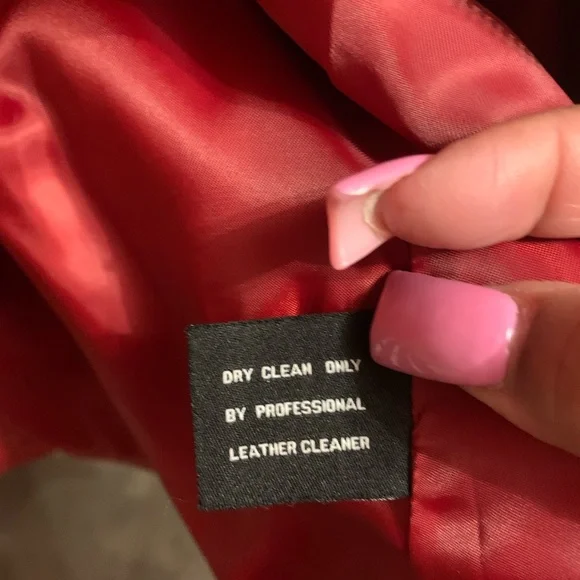 DRY CLEAN ONLY
BY PROFESSIONAL
LEATHER CLEANER